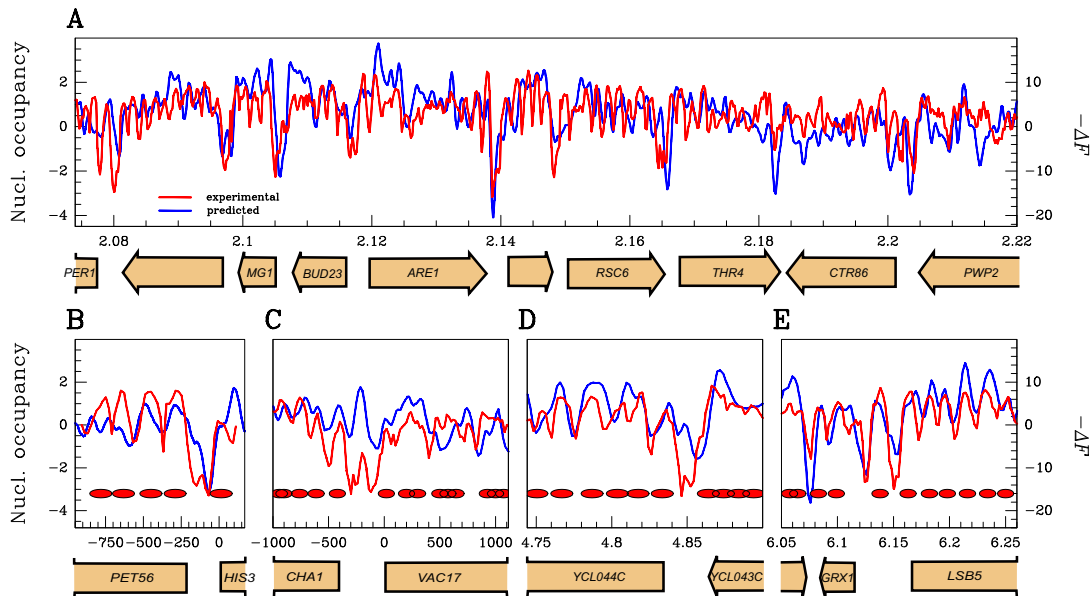 A
Nucl. occupancy
2
0
−2
−4
10
0
−10
−20
−ΔF
experimental
predicted
2.08 2.1 2.12 2.14 2.16 2.18 2.2 2.22
PER1 MG1 BUD23 ARE1 RSC6 THR4 CTR86 PWP2
B C D E
Nucl. occupancy
2
0
−2
−4
10
0
−10
−20
−ΔF
−750 −500 −250 0 −1000 −500 0 500 1000 4.75 4.8 4.85 6.05 6.1 6.15 6.2 6.25
PET56 HIS3 CHA1 VAC17 YCL044C YCL043C GRX1 LSB5